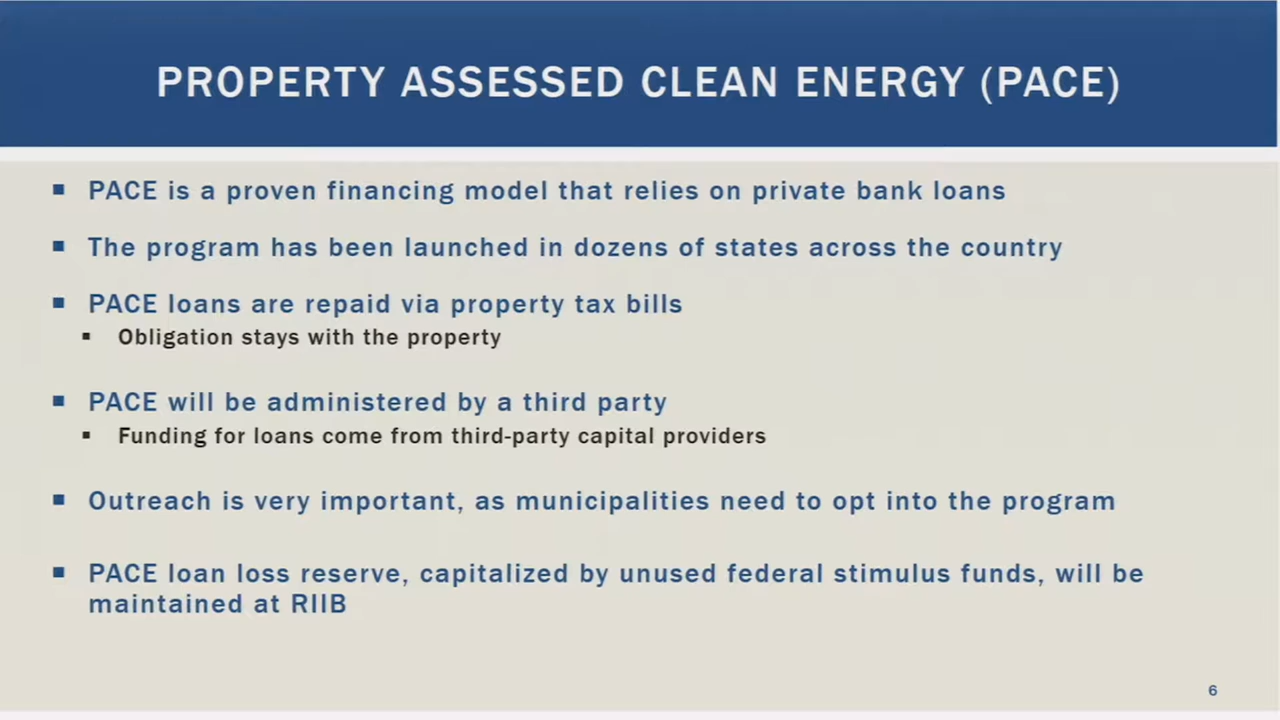 PROPERTY ASSESSED CLEAN ENERGY (PACE)
▪ PACE is a proven financing model that relies on private bank loans
▪ The program has been launched in dozens of states across the country
▪ PACE loans are repaid via property tax bills
▪ Obligation stays with the property
▪ PACE will be administered by a third party
▪ Funding for loans come from third-party capital providers
▪ Outreach is very important, as municipalities need to opt into the program
▪ PACE loan loss reserve, capitalized by unused federal stimulus funds, will be
maintained at RIIB
6